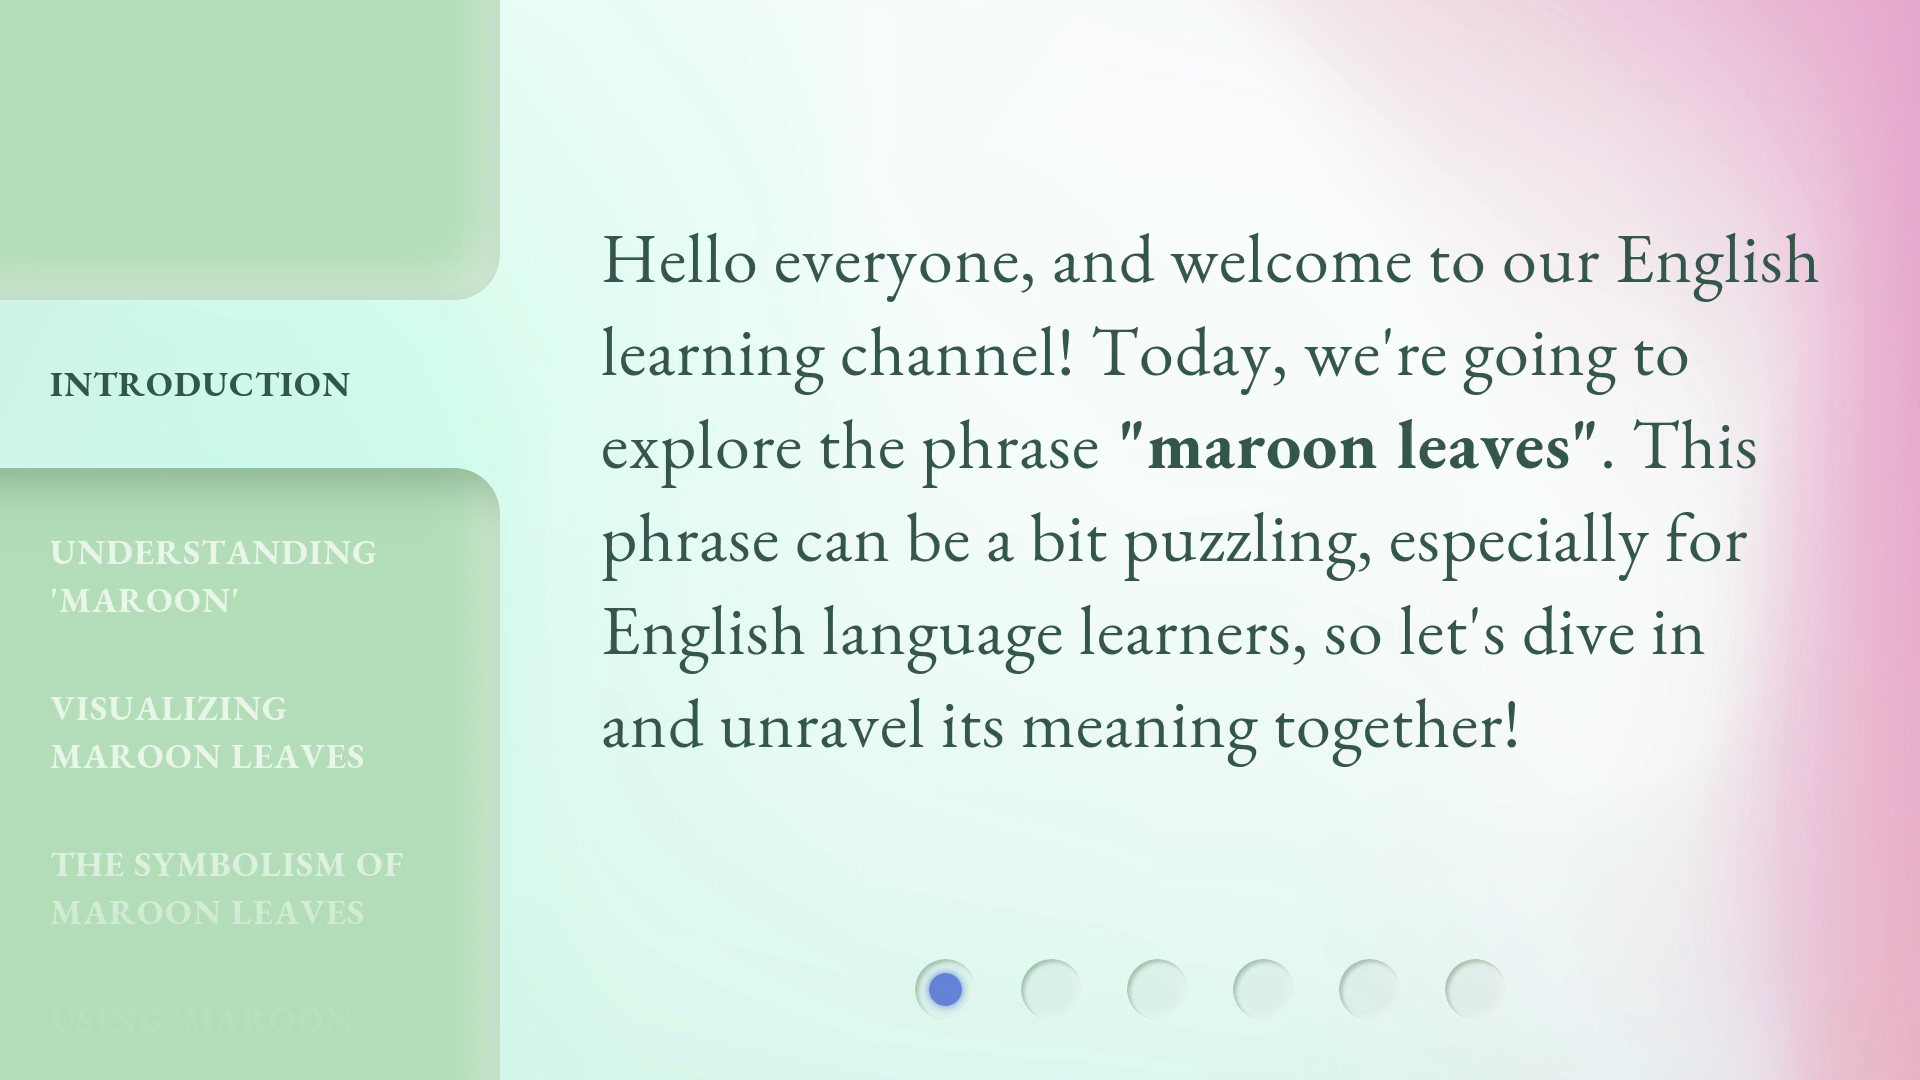 INTRODUCTION
UNDERSTANDING
'MAROON'
VISUALIZING
MAROON LEAVES
THE SYMBOLISM OF
MAROON LEAVES
USING 'MAROON
Hello everyone, and welcome to our English
learning channel! Today, we're going to
explore the phrase "maroon leaves". This
phrase can be a bit puzzling, especially for
English language learners, so let's dive in
and unravel its meaning together!